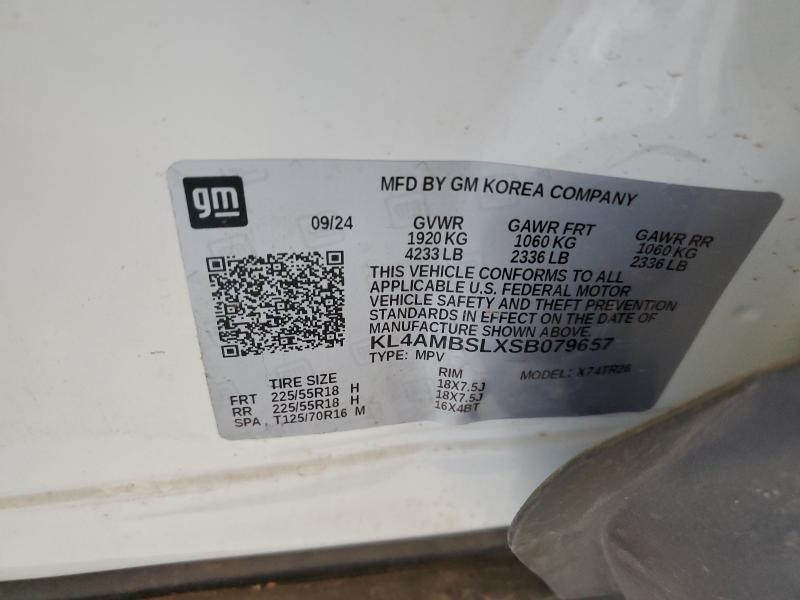 gm
MFD BY GM KOREA COMPANY
09/24
GVWR
1920 KG
4233 LB
GAWR FRT
1060 KG
2336 LB
GAWR RR
1060 KG
2336 LB
THIS VEHICLE CONFORMS TO ALL
APPLICABLE U.S. FEDERAL MOTOR
VEHICLE SAFETY AND THEFT PREVENTION
STANDARDS IN EFFECT ON THE DATE OF
MANUFACTURE SHOWN ABOVE
KL4AMBSLXSB079657
TYPE: MPV
MODEL: X74TR26
TIRE SIZE
RIM
FRT 225/55R18 H 18X7.5J
RR 225/55R18 H 18X7.5J
SPA T125/70R16 M 16X4BT